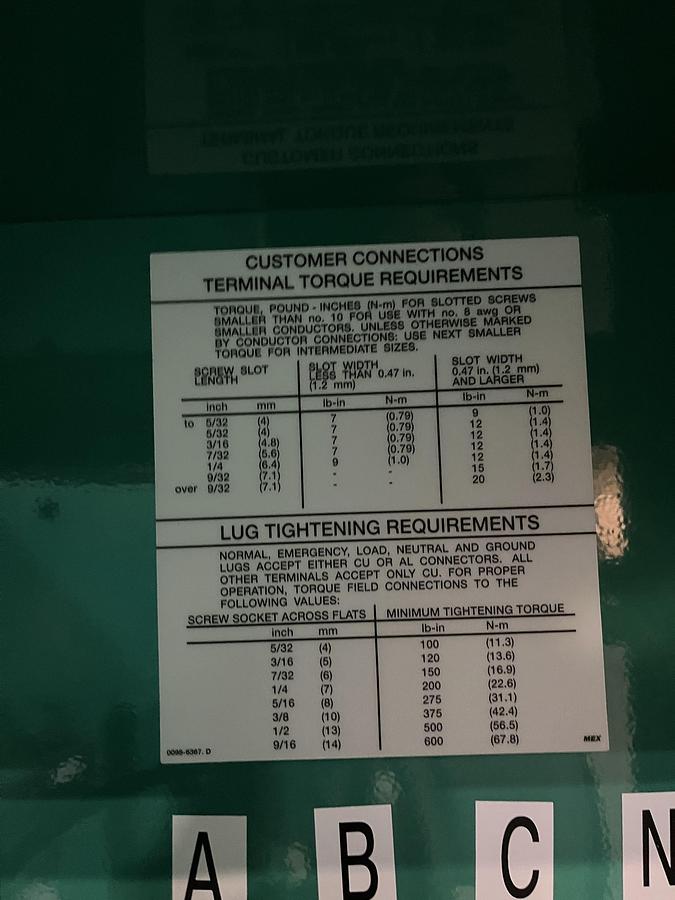 CUSTOMER CONNECTIONS
TERMINAL TORQUE REQUIREMENTS
TORQUE, POUND - INCHES (N-m) FOR SLOTTED SCREWS
SMALLER THAN no. 10 FOR USE WITH no. 8 awg OR
SMALLER CONDUCTORS. UNLESS OTHERWISE MARKED
BY CONDUCTOR CONNECTIONS: USE NEXT SMALLER
TORQUE FOR INTERMEDIATE SIZES.
SCREW SLOT LENGTH
SLOT WIDTH LESS THAN 0.47 in. (1.2 mm)
SLOT WIDTH 0.47 in. (1.2 mm) AND LARGER
inch mm lb-in N-m lb-in N-m
to 5/32 (4) 7 (0.79) 9 (1.0)
5/32 (4) 7 (0.79) 12 (1.4)
3/16 (4.8) 7 (0.79) 12 (1.4)
7/32 (5.6) 7 (0.79) 12 (1.4)
1/4 (6.4) 9 (1.0) 12 (1.4)
9/32 (7.1) - - 15 (1.7)
over 9/32 (7.1) - - 20 (2.3)
LUG TIGHTENING REQUIREMENTS
NORMAL, EMERGENCY, LOAD, NEUTRAL AND GROUND
LUGS ACCEPT EITHER CU OR AL CONNECTORS. ALL
OTHER TERMINALS ACCEPT ONLY CU. FOR PROPER
OPERATION, TORQUE FIELD CONNECTIONS TO THE
FOLLOWING VALUES:
SCREW SOCKET ACROSS FLATS MINIMUM TIGHTENING TORQUE
inch mm lb-in N-m
5/32 (4) 100 (11.3)
3/16 (5) 120 (13.6)
7/32 (6) 150 (16.9)
1/4 (7) 200 (22.6)
5/16 (8) 275 (31.1)
3/8 (10) 375 (42.4)
1/2 (13) 500 (56.5)
9/16 (14) 600 (67.8)
0098-6367. D MEX
A B C N